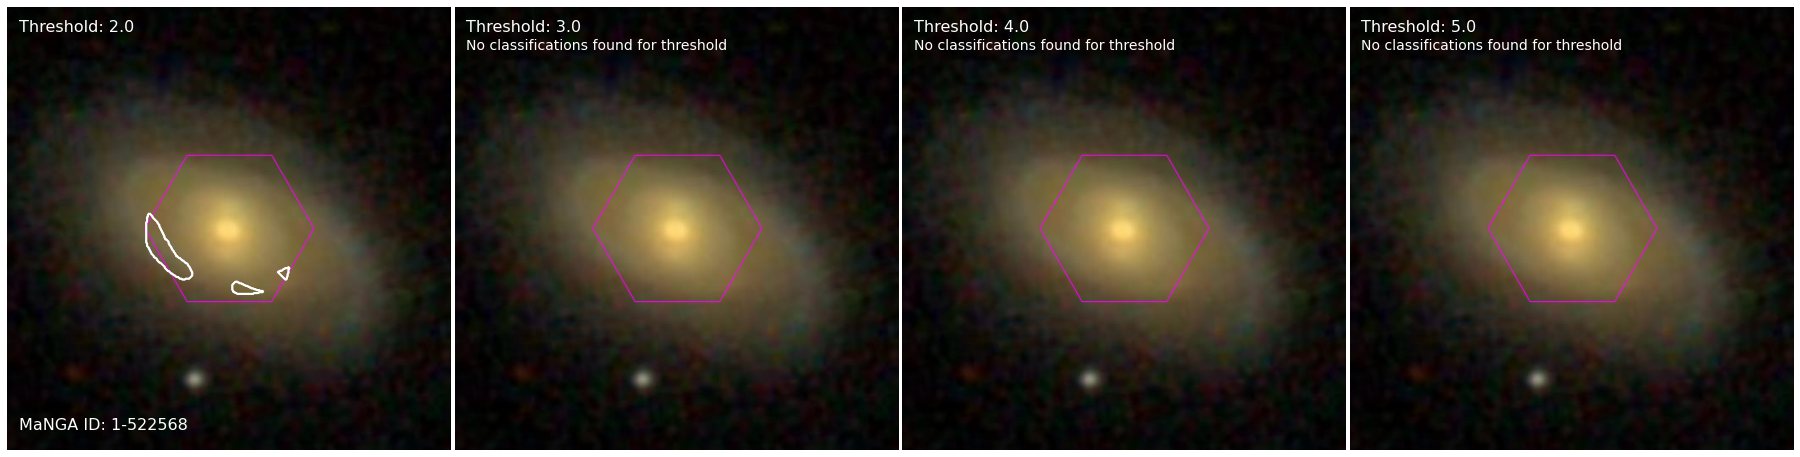 Threshold: 2.0
MaNGA ID: 1-522568
Threshold: 3.0
No classifications found for threshold
Threshold: 4.0
No classifications found for threshold
Threshold: 5.0
No classifications found for threshold